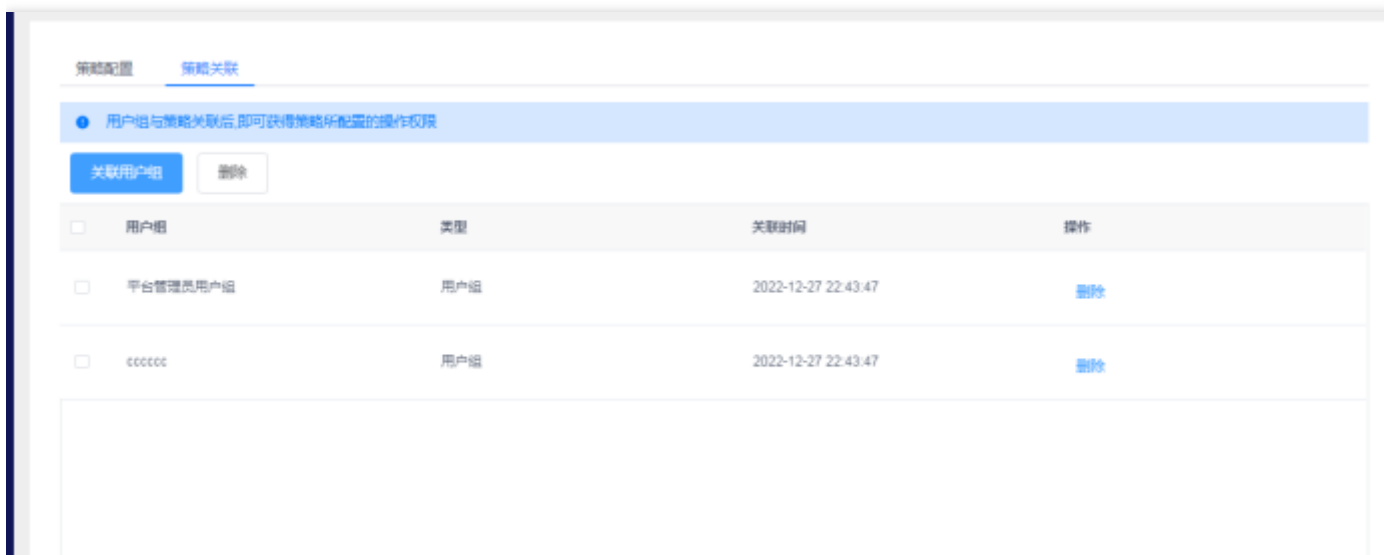 策略配置 策略关联
用户组与策略关联后,即可获得策略所配置的操作权限
关联用户组 删除
用户组 类型 关联时间 操作
平台管理员用户组 用户组 2022-12-27 22:43:47 删除
cccccc 用户组 2022-12-27 22:43:47 删除